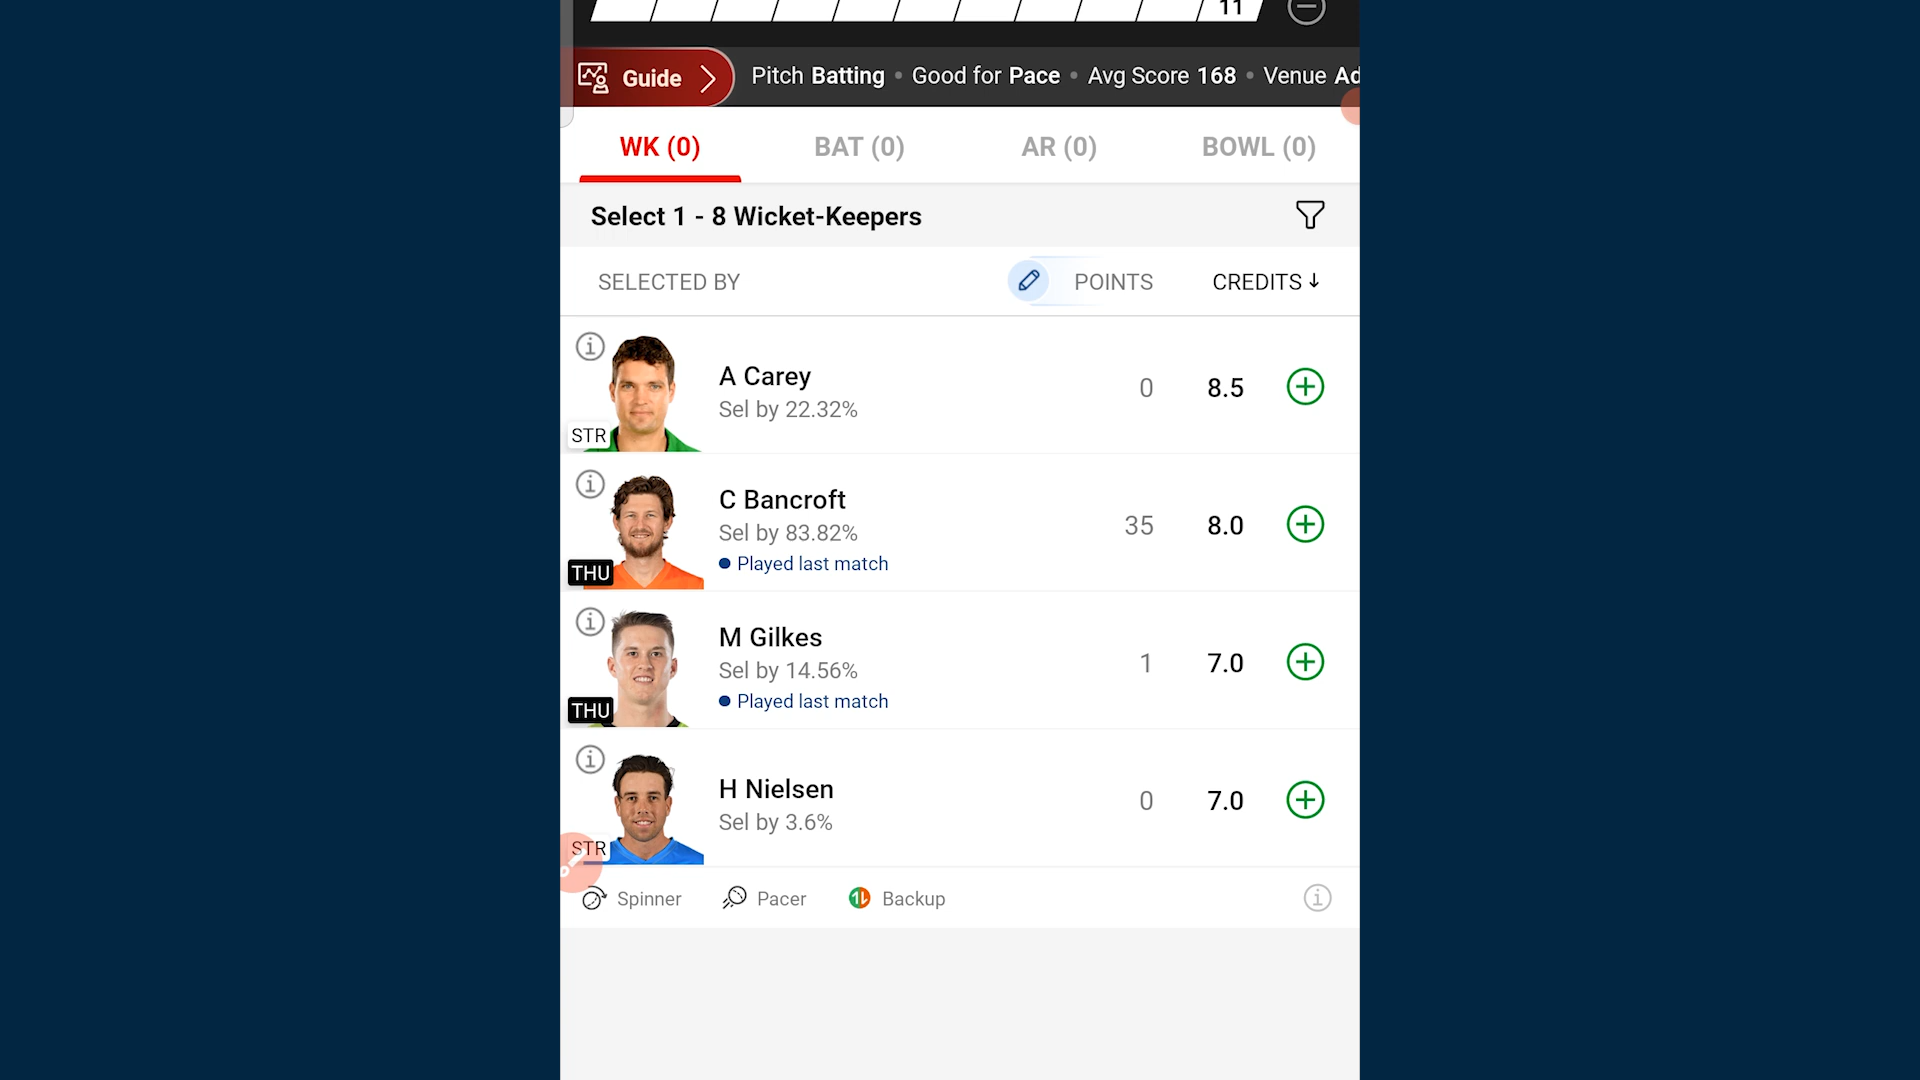 11
Guide
Pitch Batting • Good for Pace • Avg Score 168 • Venue Ad
WK (0) BAT (0) AR (0) BOWL (0)
Select 1 - 8 Wicket-Keepers
SELECTED BY POINTS CREDITS↓
A Carey
Sel by 22.32%
0 8.5
STR
C Bancroft
Sel by 83.82%
35 8.0
Played last match
THU
M Gilkes
Sel by 14.56%
1 7.0
Played last match
THU
H Nielsen
Sel by 3.6%
0 7.0
STR
Spinner Pacer Backup